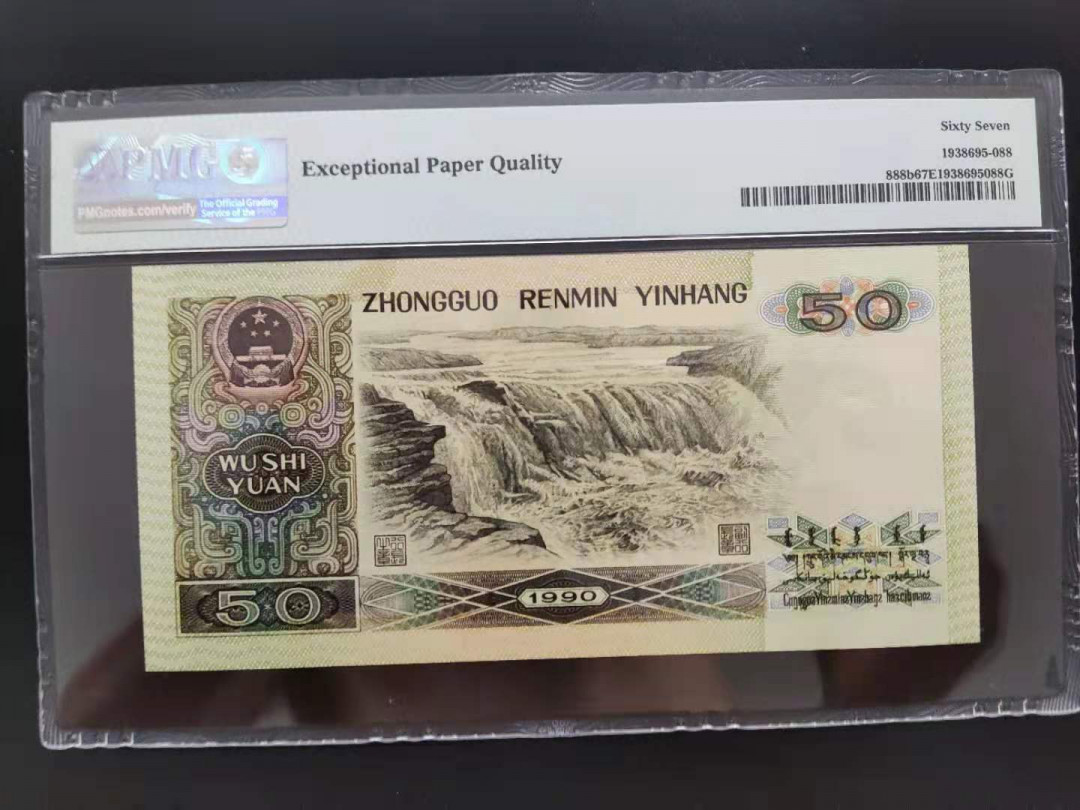 PMG
PMGnotes.com/verify
The Official Grading
Service of the PMG
Exceptional Paper Quality
Sixty Seven
1938695-088
888b67E1938695088G
ZHONGGUO RENMIN YINHANG
50
WU SHI
YUAN
50
1990